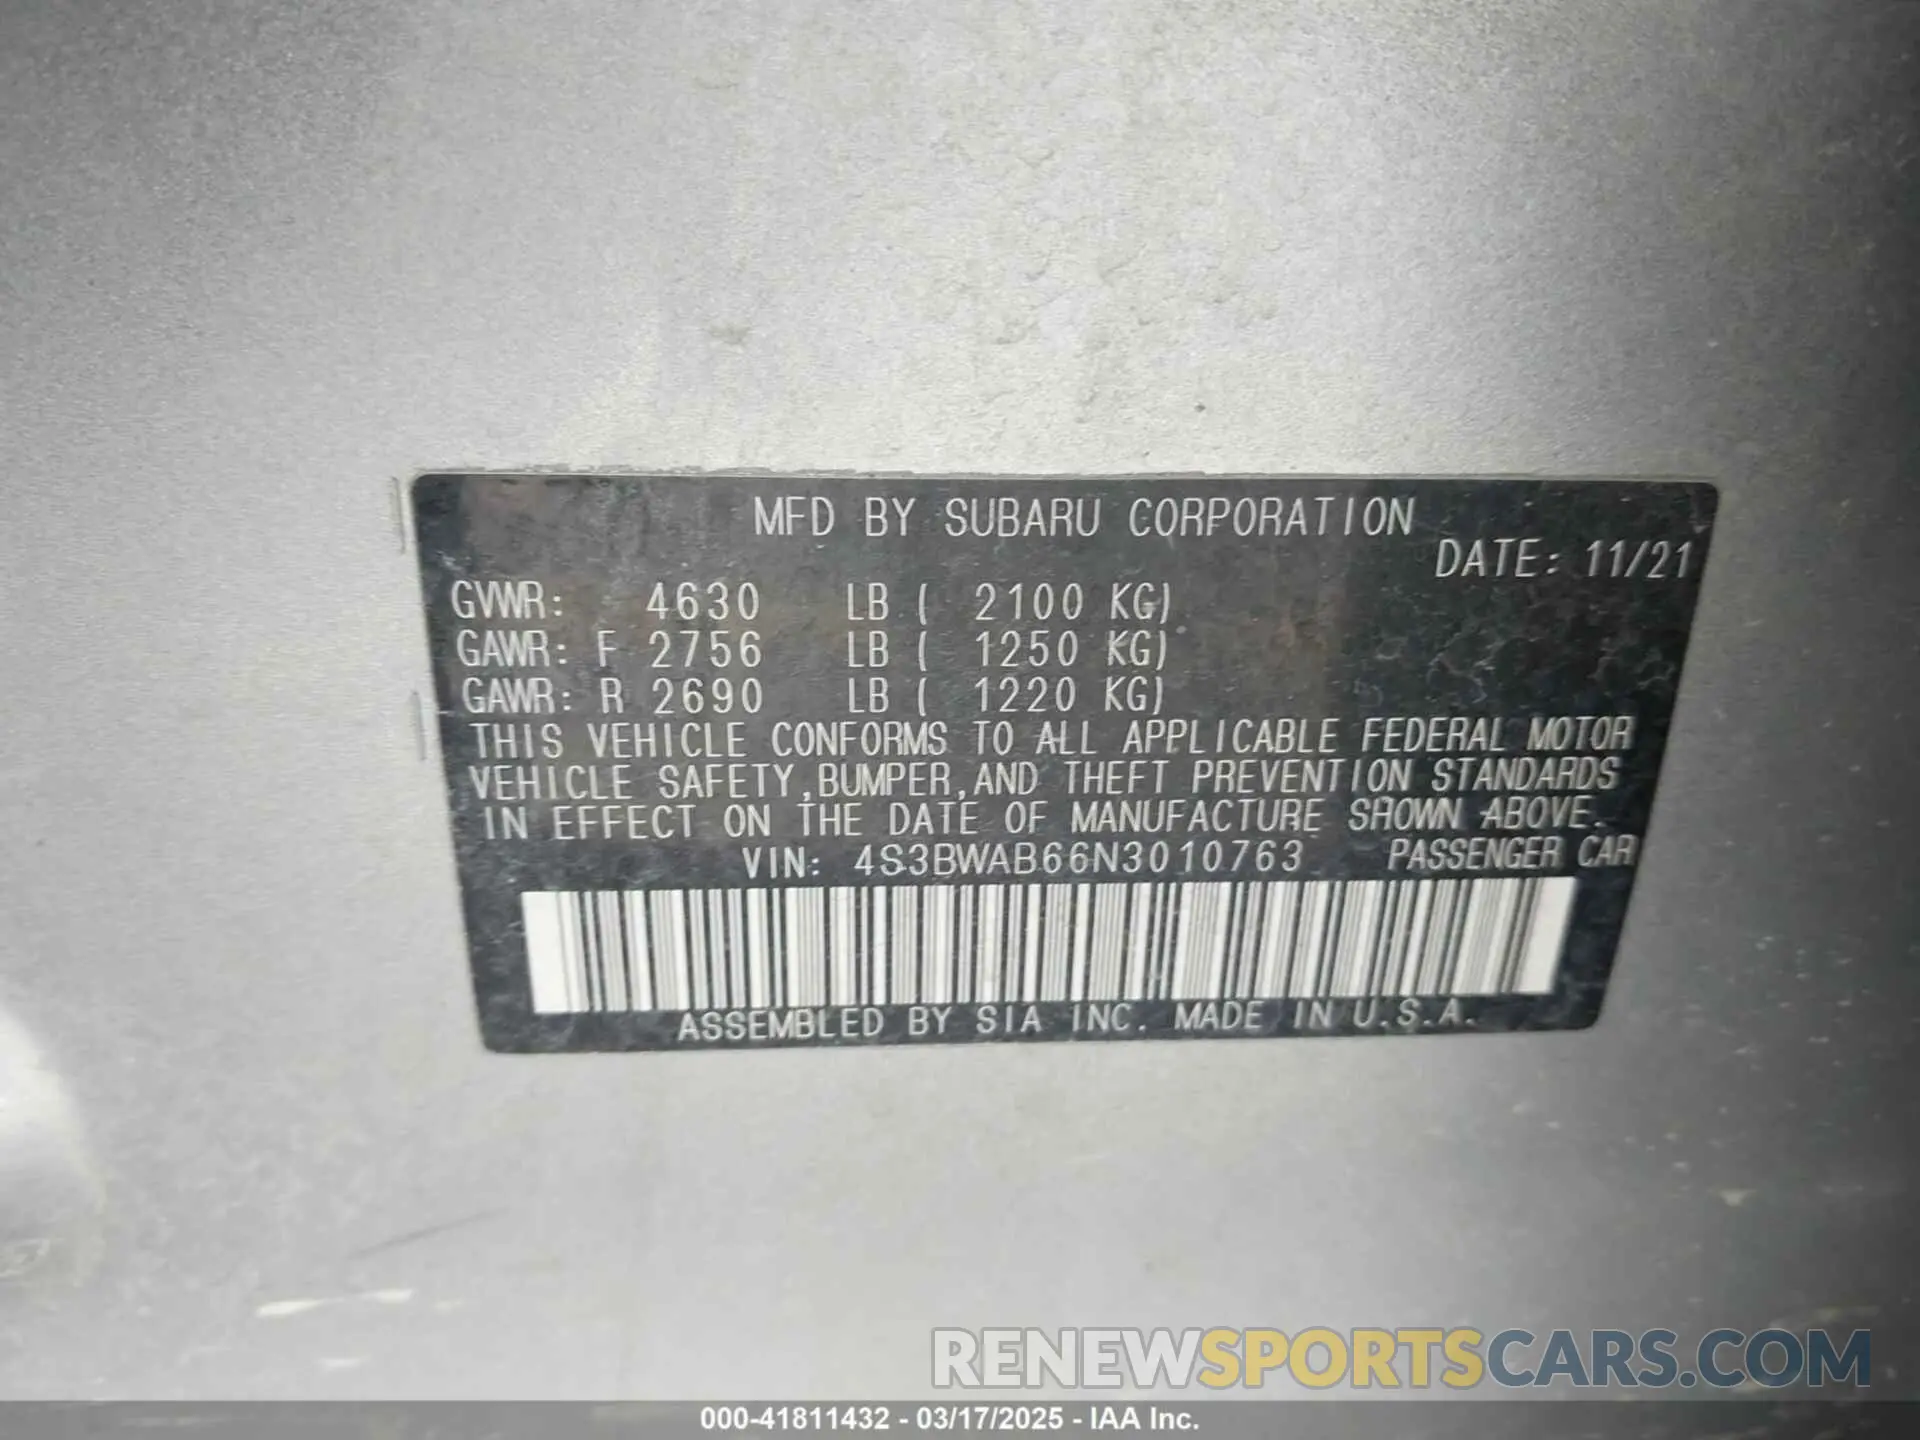 MFD BY SUBARU CORPORATION
DATE: 11/21
GVWR: 4630 LB ( 2100 KG)
GAWR: F 2756 LB ( 1250 KG)
GAWR: R 2690 LB ( 1220 KG)
THIS VEHICLE CONFORMS TO ALL APPLICABLE FEDERAL MOTOR
VEHICLE SAFETY, BUMPER, AND THEFT PREVENTION STANDARDS
IN EFFECT ON THE DATE OF MANUFACTURE SHOWN ABOVE.
VIN: 4S3BWAB66N3010763 PASSENGER CAR
ASSEMBLED BY SIA INC. MADE IN U.S.A.
RENEWSPORTSCARS.COM
000-41811432 - 03/17/2025 - IAA Inc.